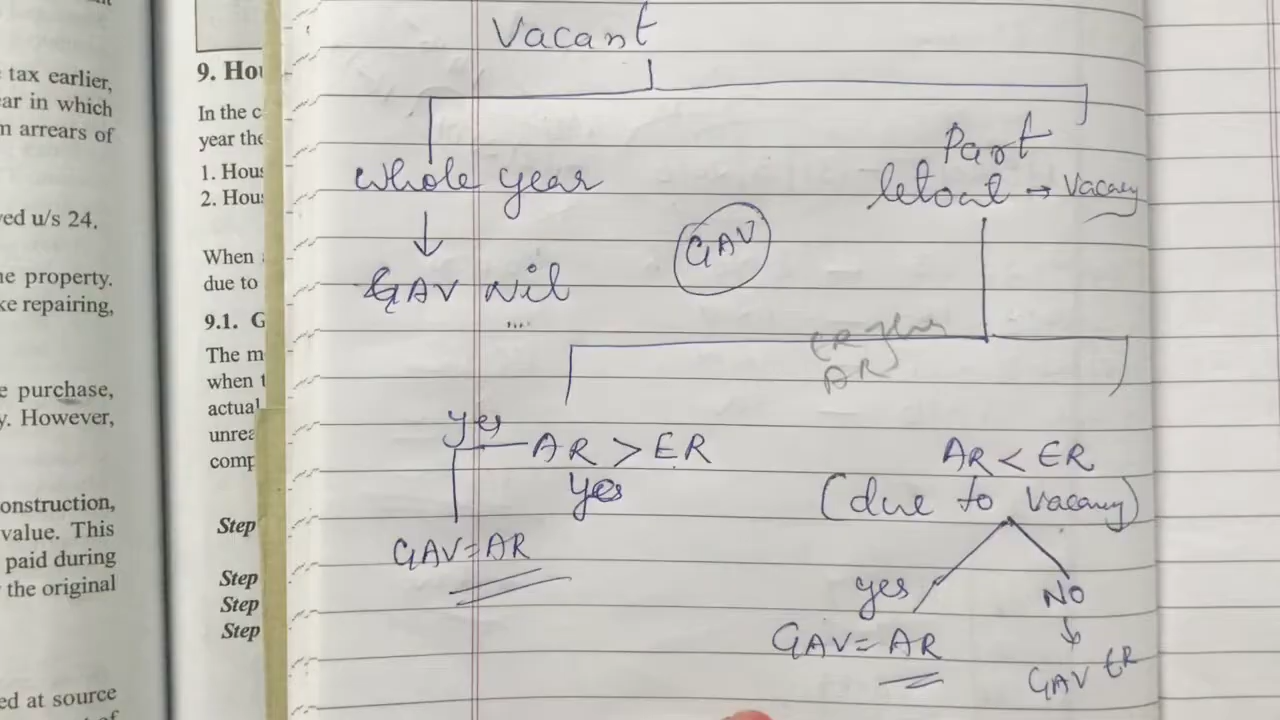 tax earlier,
ar in which
arrears of
ed u/s 24.
e property.
ke repairing,
e purchase,
y. However,
onstruction,
value. This
paid during
the original
ed at source
9. Hou
In the c
year the
1. Hous
2. Hous
When
due to
9.1. G
The m
when t
actual
unrea
comp
Step
Step
Step
Step
Vacant
Whole year
Part
letout → Vacancy
GAV
GAV Nil
ER
AR
yes
AR > ER
Yes
GAV = AR
AR < ER
(due to Vacancy)
yes
NO
GAV = AR
GAV ER